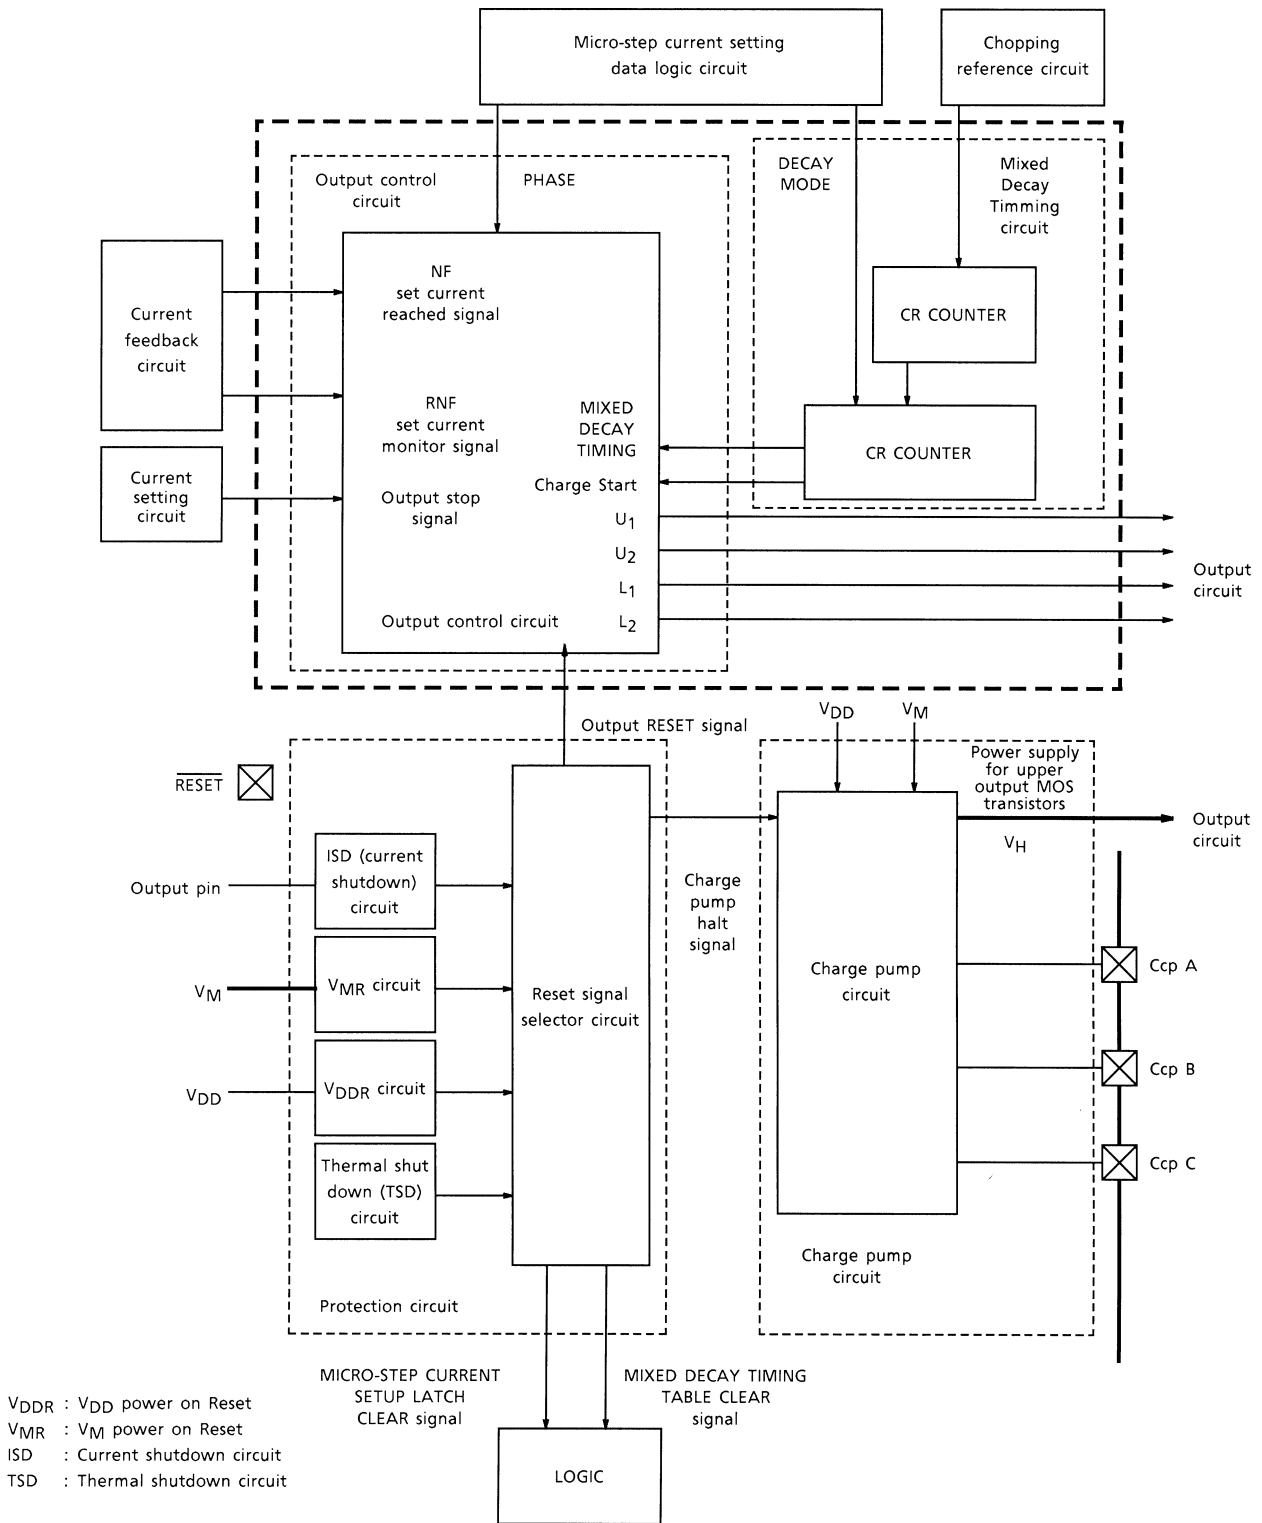 Micro-step current setting
data logic circuit
Chopping
reference circuit
Output control
circuit
PHASE
DECAY
MODE
Mixed
Decay
Timming
circuit
Current
feedback
circuit
NF
set current
reached signal
CR COUNTER
RNF
set current
monitor signal
MIXED
DECAY
TIMING
CR COUNTER
Current
setting
circuit
Output stop
signal
Charge Start
U1
U2
L1
L2
Output
circuit
Output control circuit
Output RESET signal
VDD
VM
RESET
Power supply
for upper
output MOS
transistors
VH
Output
circuit
Output pin
ISD (current
shutdown)
circuit
Charge
pump
halt
signal
VM
VMR circuit
Reset signal
selector circuit
Charge pump
circuit
Ccp A
VDD
VDDR circuit
Ccp B
Thermal shut
down (TSD)
circuit
Ccp C
Charge pump
circuit
Protection circuit
MICRO-STEP CURRENT
SETUP LATCH
CLEAR signal
MIXED DECAY TIMING
TABLE CLEAR
signal
VDDR : VDD power on Reset
VMR : VM power on Reset
ISD : Current shutdown circuit
TSD : Thermal shutdown circuit
LOGIC